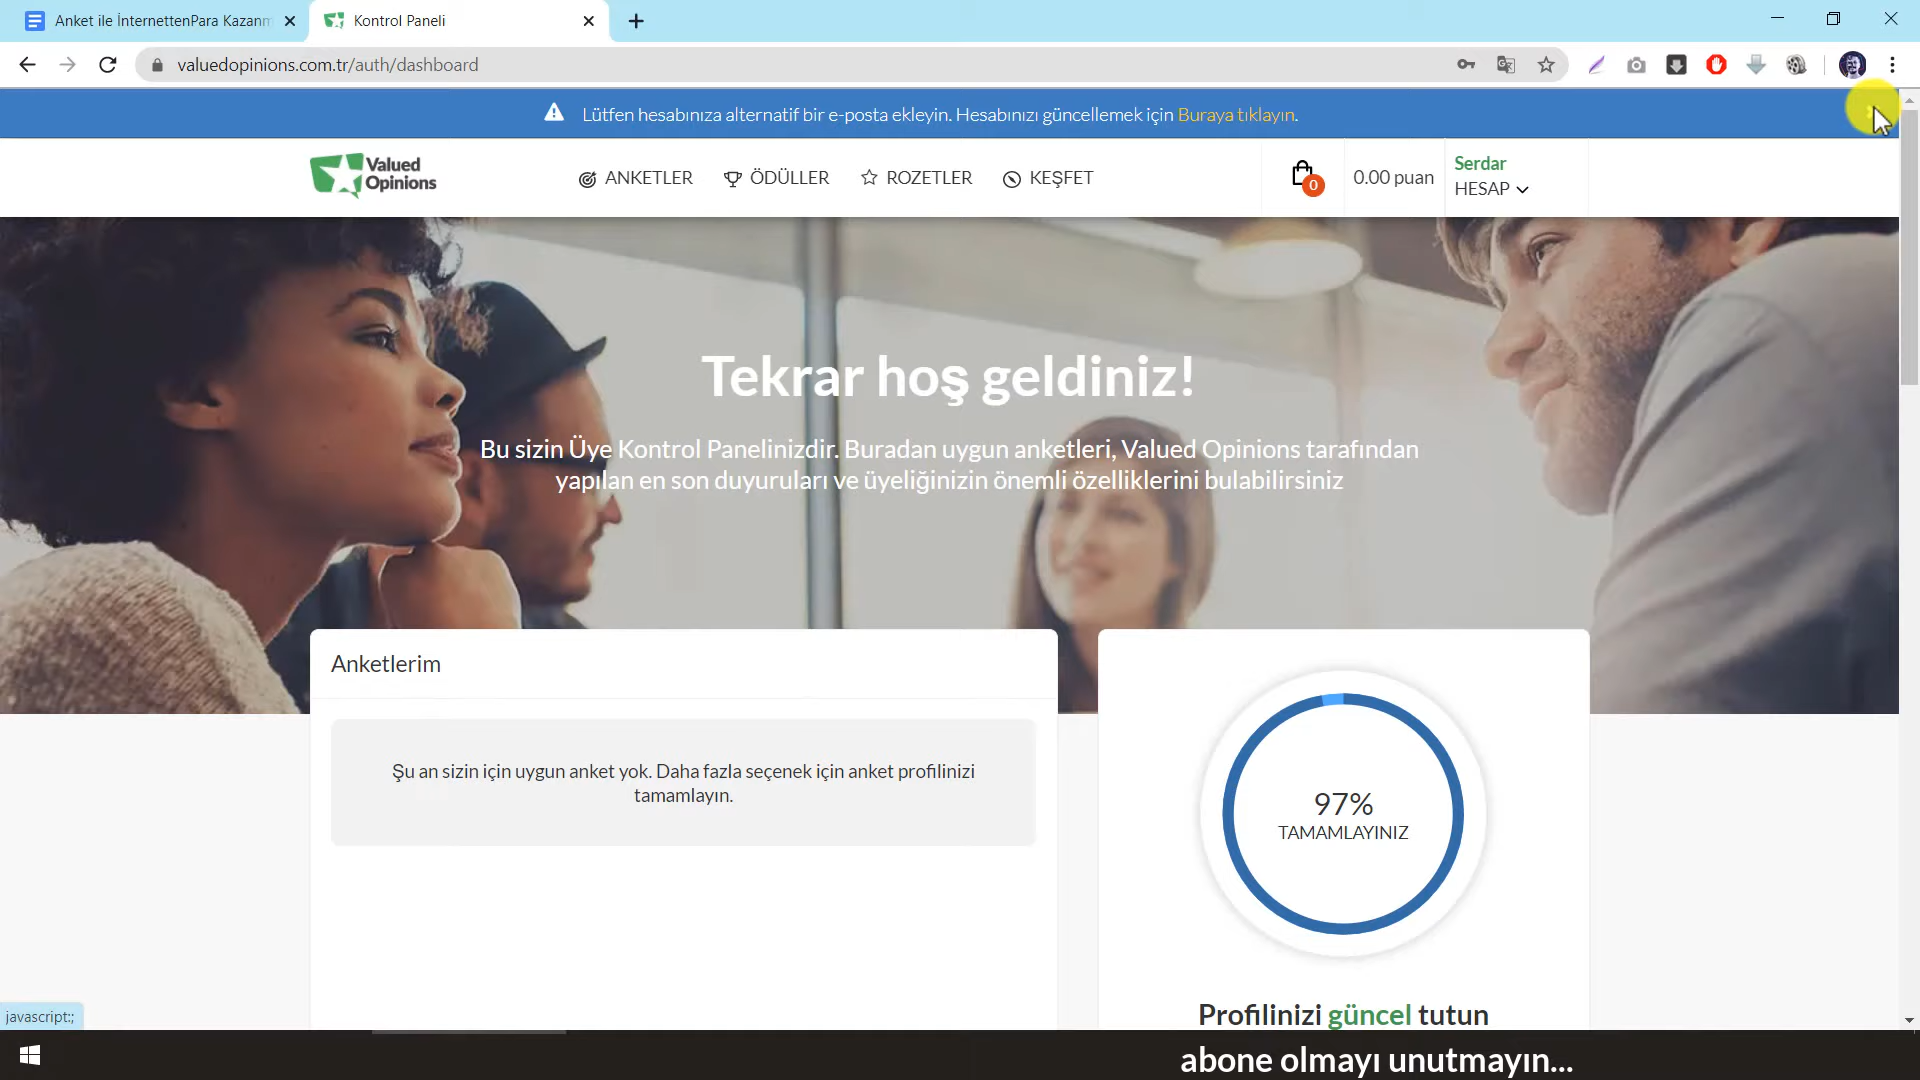 Anket ile İnternettenPara Kazanm
Kontrol Paneli
valuedopinions.com.tr/auth/dashboard
Lütfen hesabınıza alternatif bir e-posta ekleyin. Hesabınızı güncellemek için Buraya tıklayın.
Valued
Opinions
ANKETLER
ÖDÜLLER
ROZETLER
KEŞFET
0
0.00 puan
Serdar
HESAP
Tekrar hoş geldiniz!
Bu sizin Üye Kontrol Panelinizdir. Buradan uygun anketleri, Valued Opinions tarafından
yapılan en son duyuruları ve üyeliğinizin önemli özelliklerini bulabilirsiniz
Anketlerim
Şu an sizin için uygun anket yok. Daha fazla seçenek için anket profilinizi
tamamlayın.
97%
TAMAMLAYINIZ
Profilinizi güncel tutun
javascript:;
abone olmayı unutmayın...